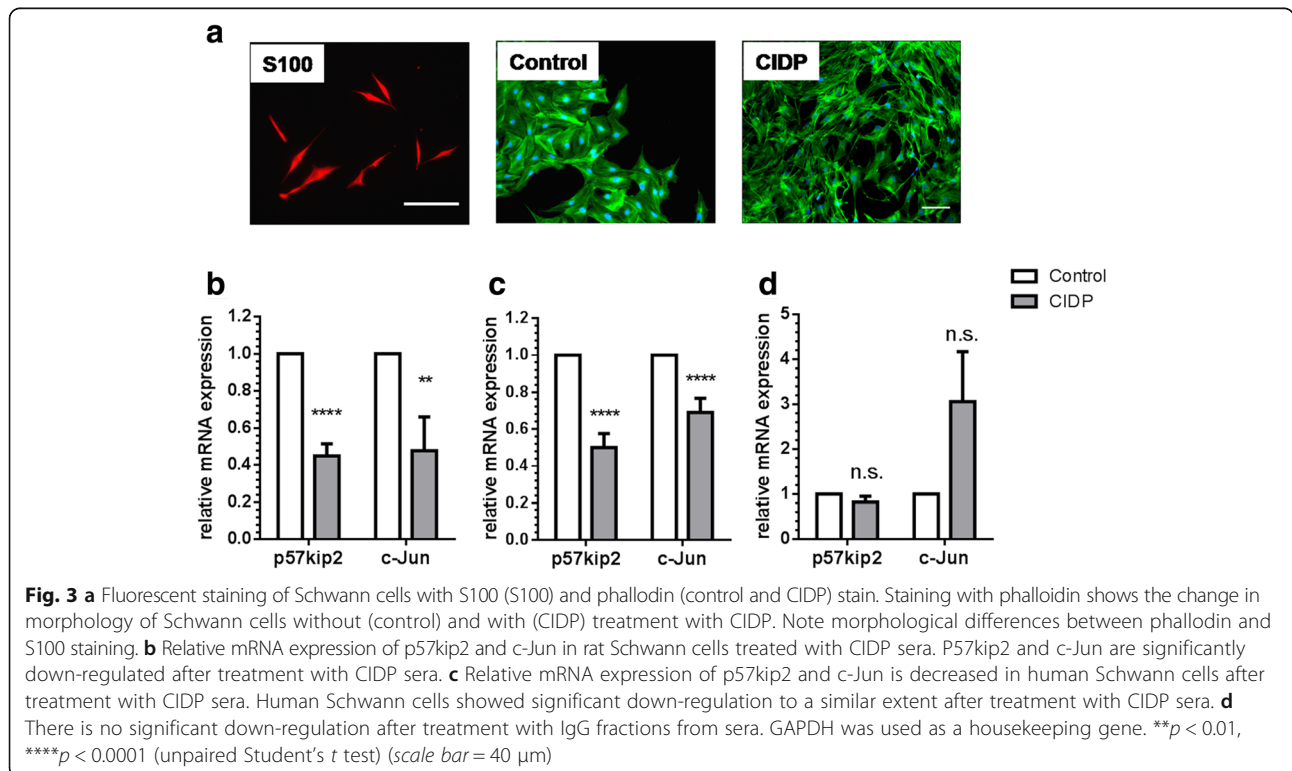 a
S100
Control
CIDP
Control
CIDP
b
relative mRNA expression
1.2
1.0
0.8
0.6
0.4
0.2
0.0
****
**
p57kip2 c-Jun
c
relative mRNA expression
1.2
1.0
0.8
0.6
0.4
0.2
0.0
****
****
p57kip2 c-Jun
d
relative mRNA expression
5
4
3
2
1
0
n.s.
n.s.
p57kip2 c-Jun
Fig. 3 a Fluorescent staining of Schwann cells with S100 (S100) and phallodin (control and CIDP) stain. Staining with phalloidin shows the change in
morphology of Schwann cells without (control) and with (CIDP) treatment with CIDP. Note morphological differences between phallodin and
S100 staining. b Relative mRNA expression of p57kip2 and c-Jun in rat Schwann cells treated with CIDP sera. P57kip2 and c-Jun are significantly
down-regulated after treatment with CIDP sera. c Relative mRNA expression of p57kip2 and c-Jun is decreased in human Schwann cells after
treatment with CIDP sera. Human Schwann cells showed significant down-regulation to a similar extent after treatment with CIDP sera. d
There is no significant down-regulation after treatment with IgG fractions from sera. GAPDH was used as a housekeeping gene. **p < 0.01,
****p < 0.0001 (unpaired Student's t test) (scale bar = 40 μm)